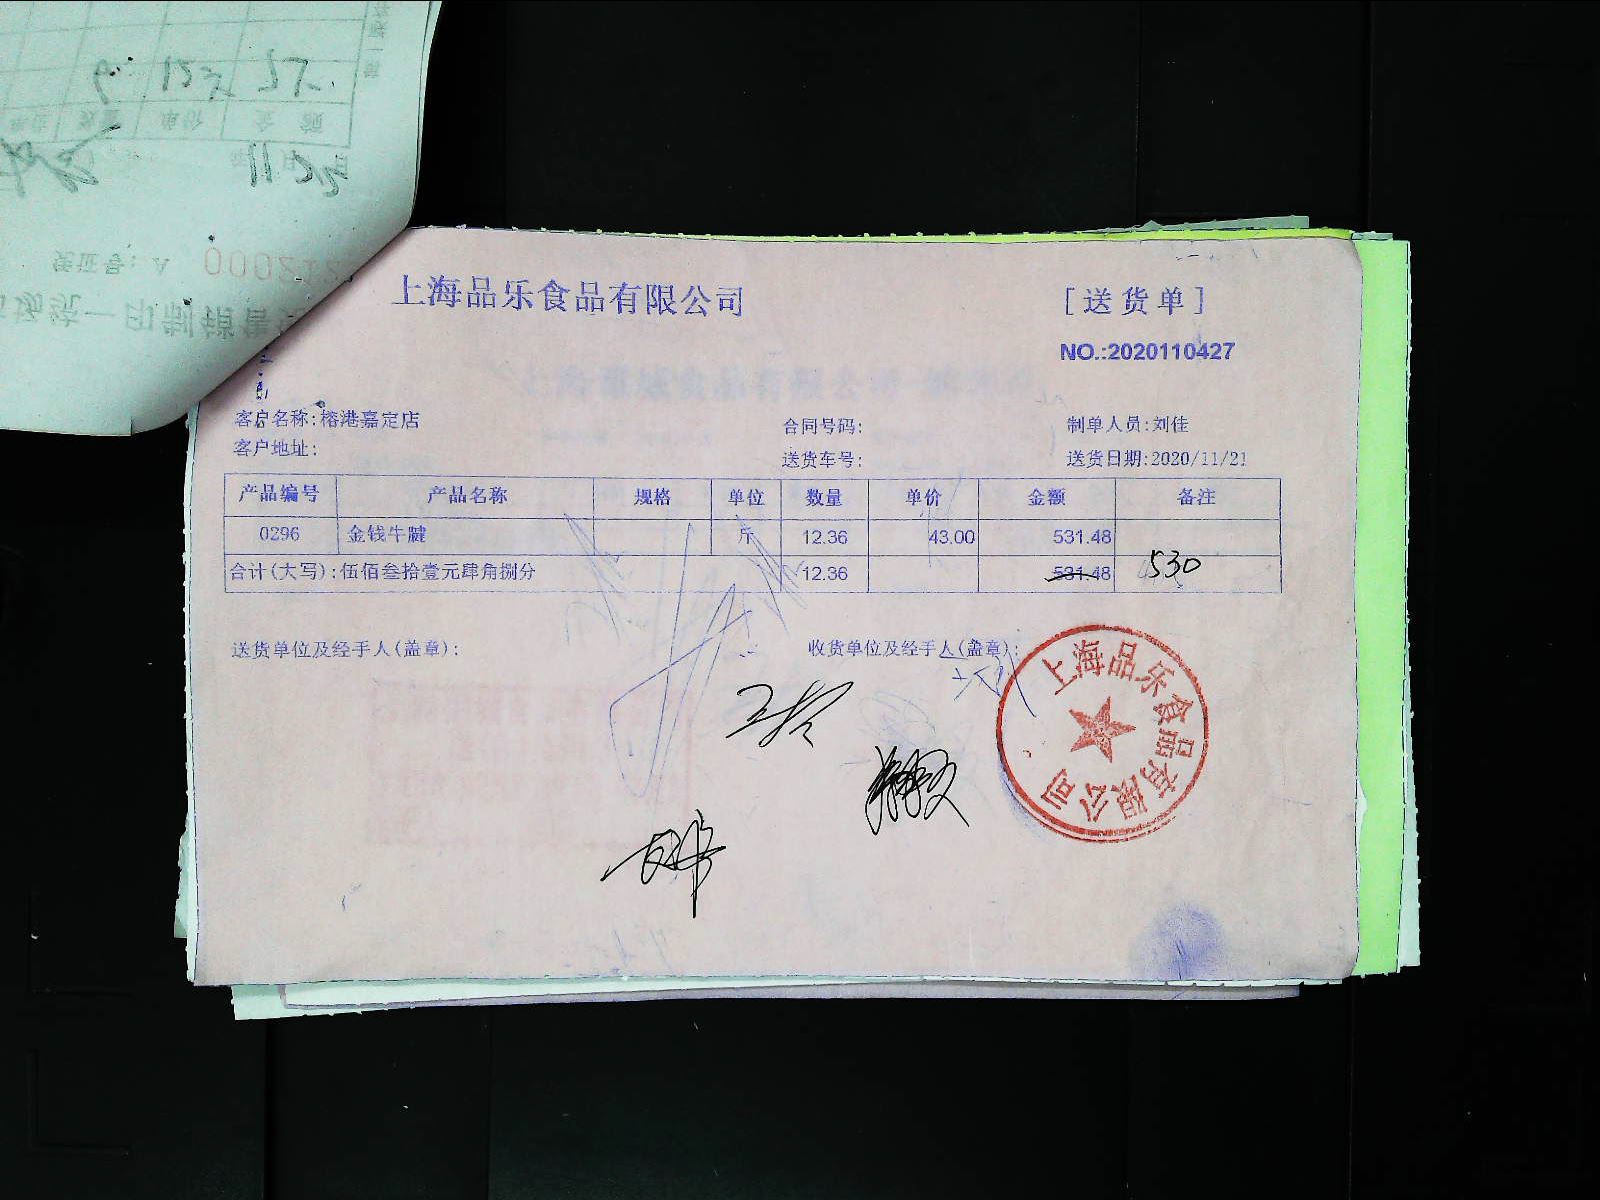 金额
000212
上海品乐食品有限公司
[送货单]
NO.:2020110427
客户名称:榕港嘉定店 合同号码: 制单人员:刘佳
客户地址: 送货车号: 送货日期:2020/11/21
产品编号 产品名称 规格 单位 数量 单价 金额 备注
0296 金钱牛腱 斤 12.36 43.00 531.48
合计(大写):伍佰叁拾壹元肆角捌分 12.36 531.48 530
送货单位及经手人(盖章): 收货单位及经手人(盖章):
上海品乐食品有限公司